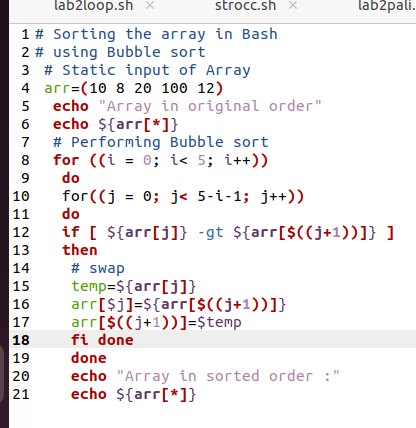 lab2loop.sh × strocc.sh × lab2pali.
1 # Sorting the array in Bash
2 # using Bubble sort
3 # Static input of Array
4 arr=(10 8 20 100 12)
5 echo "Array in original order"
6 echo ${arr[*]}
7 # Performing Bubble sort
8 for ((i = 0; i< 5; i++))
9 do
10 for((j = 0; j< 5-i-1; j++))
11 do
12 if [ ${arr[j]} -gt ${arr[$((j+1))]} ]
13 then
14 # swap
15 temp=${arr[j]}
16 arr[$j]=${arr[$((j+1))]}
17 arr[$((j+1))]=$temp
18 fi done
19 done
20 echo "Array in sorted order :"
21 echo ${arr[*]}